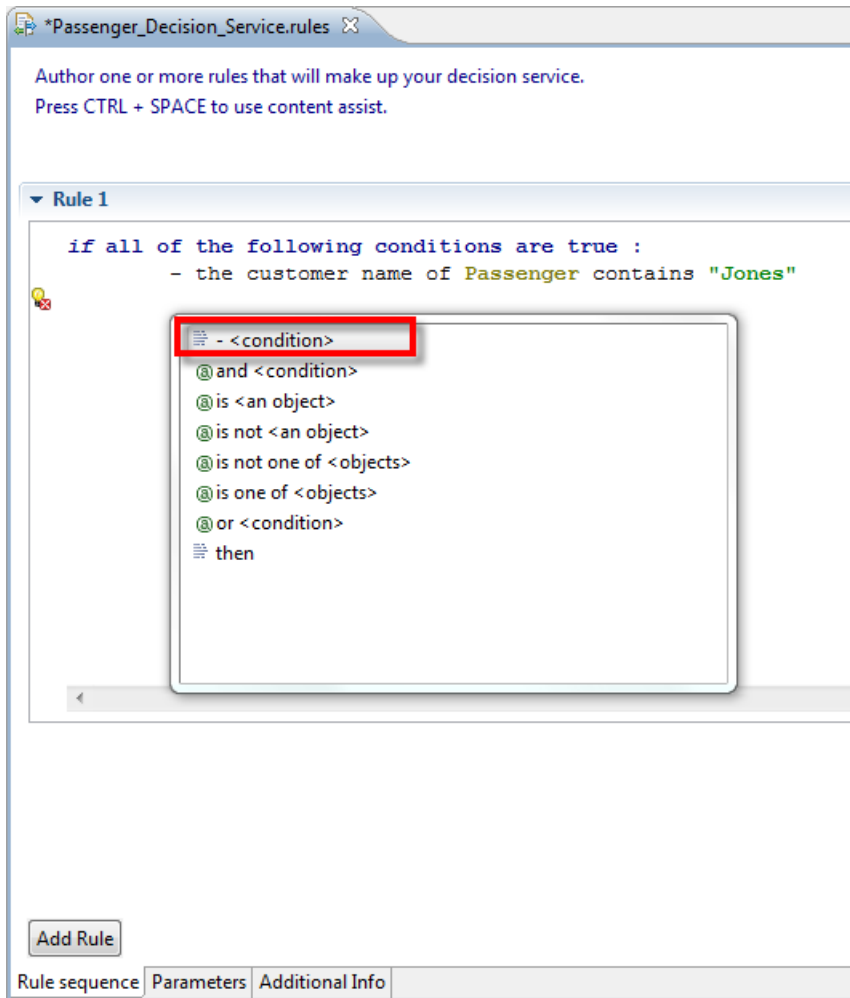 *Passenger_Decision_Service.rules
Author one or more rules that will make up your decision service.
Press CTRL + SPACE to use content assist.
Rule 1
if all of the following conditions are true :
- the customer name of Passenger contains "Jones"
- <condition>
@ and <condition>
@ is <an object>
@ is not <an object>
@ is not one of <objects>
@ is one of <objects>
@ or <condition>
then
Add Rule
Rule sequence Parameters Additional Info